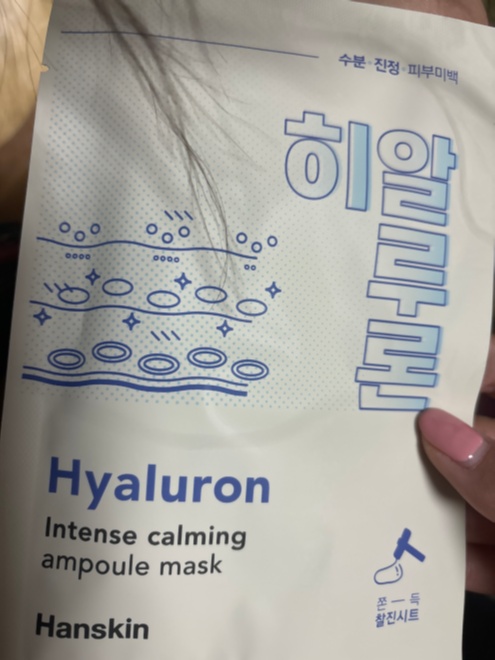 수분·진정·피부미백
히알루론
Hyaluron
Intense calming
ampoule mask
Hanskin
쫀 — 득
찰진시트